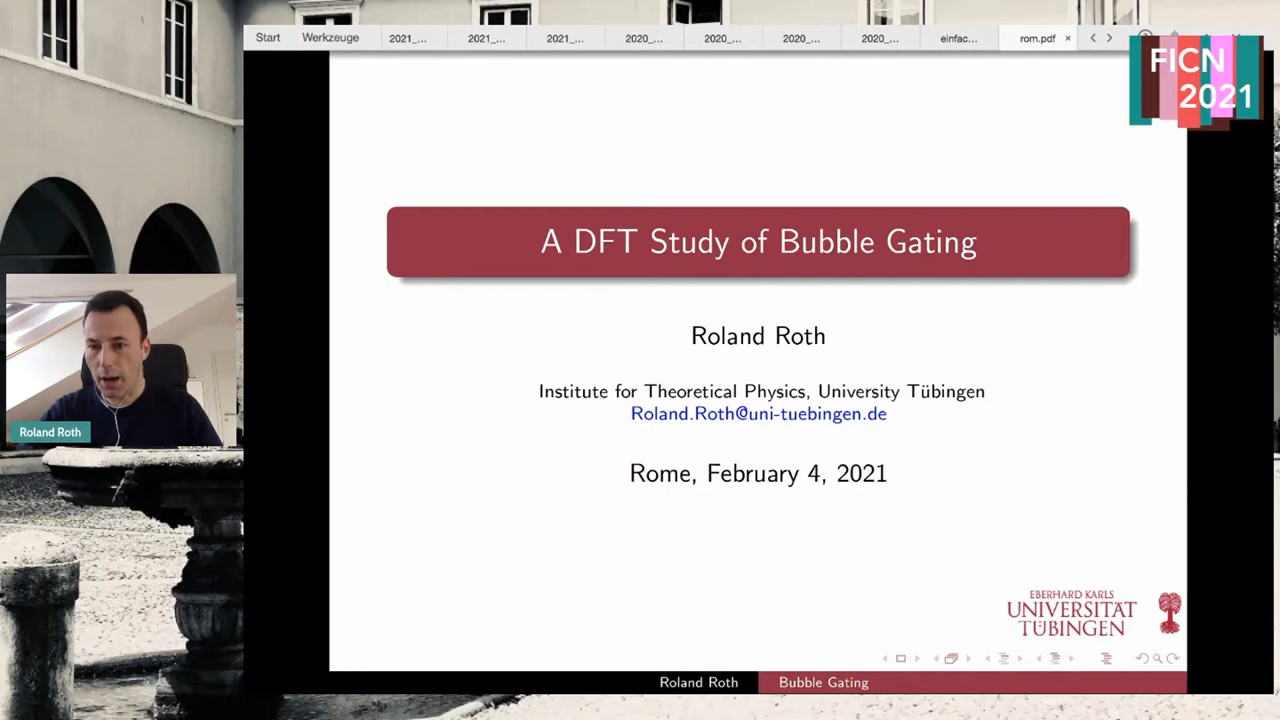 Start Werkzeuge 2021_... 2021_... 2021_... 2020_... 2020_... 2020_... 2020_... einfac... rom.pdf ×
FICN
2021
A DFT Study of Bubble Gating
Roland Roth
Institute for Theoretical Physics, University Tübingen
Roland.Roth@uni-tuebingen.de
Rome, February 4, 2021
Roland Roth
EBERHARD KARLS
UNIVERSITÄT
TÜBINGEN
Roland Roth Bubble Gating